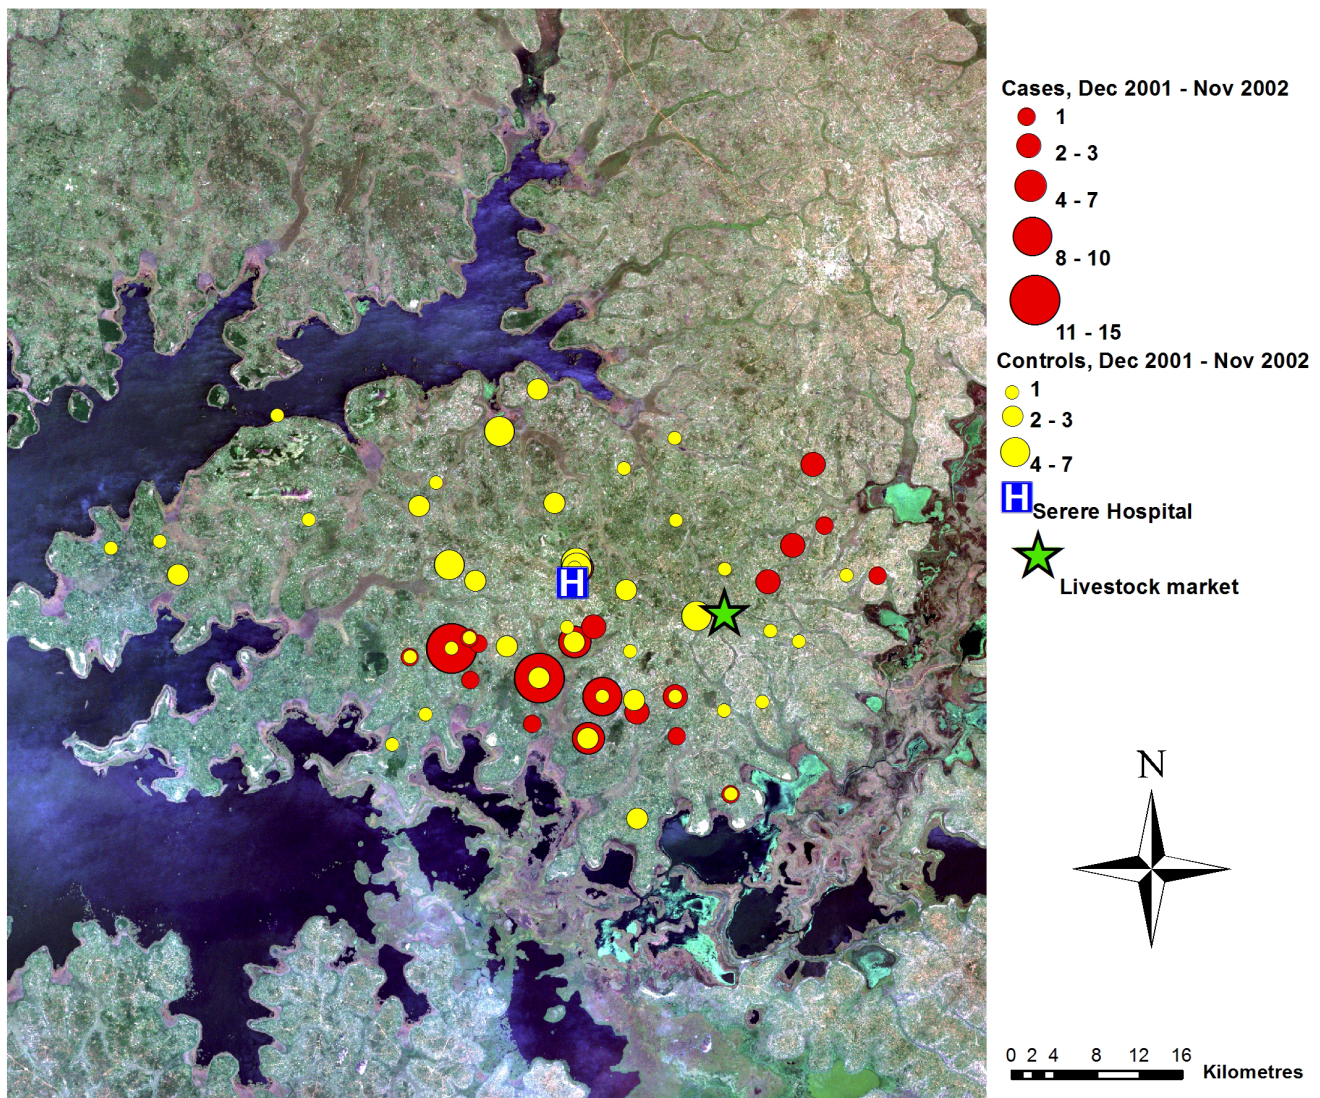 Cases, Dec 2001 - Nov 2002
1
2 - 3
4 - 7
8 - 10
11 - 15
Controls, Dec 2001 - Nov 2002
1
2 - 3
4 - 7
H Serere Hospital
Livestock market
H
N
0 2 4 8 12 16 Kilometres